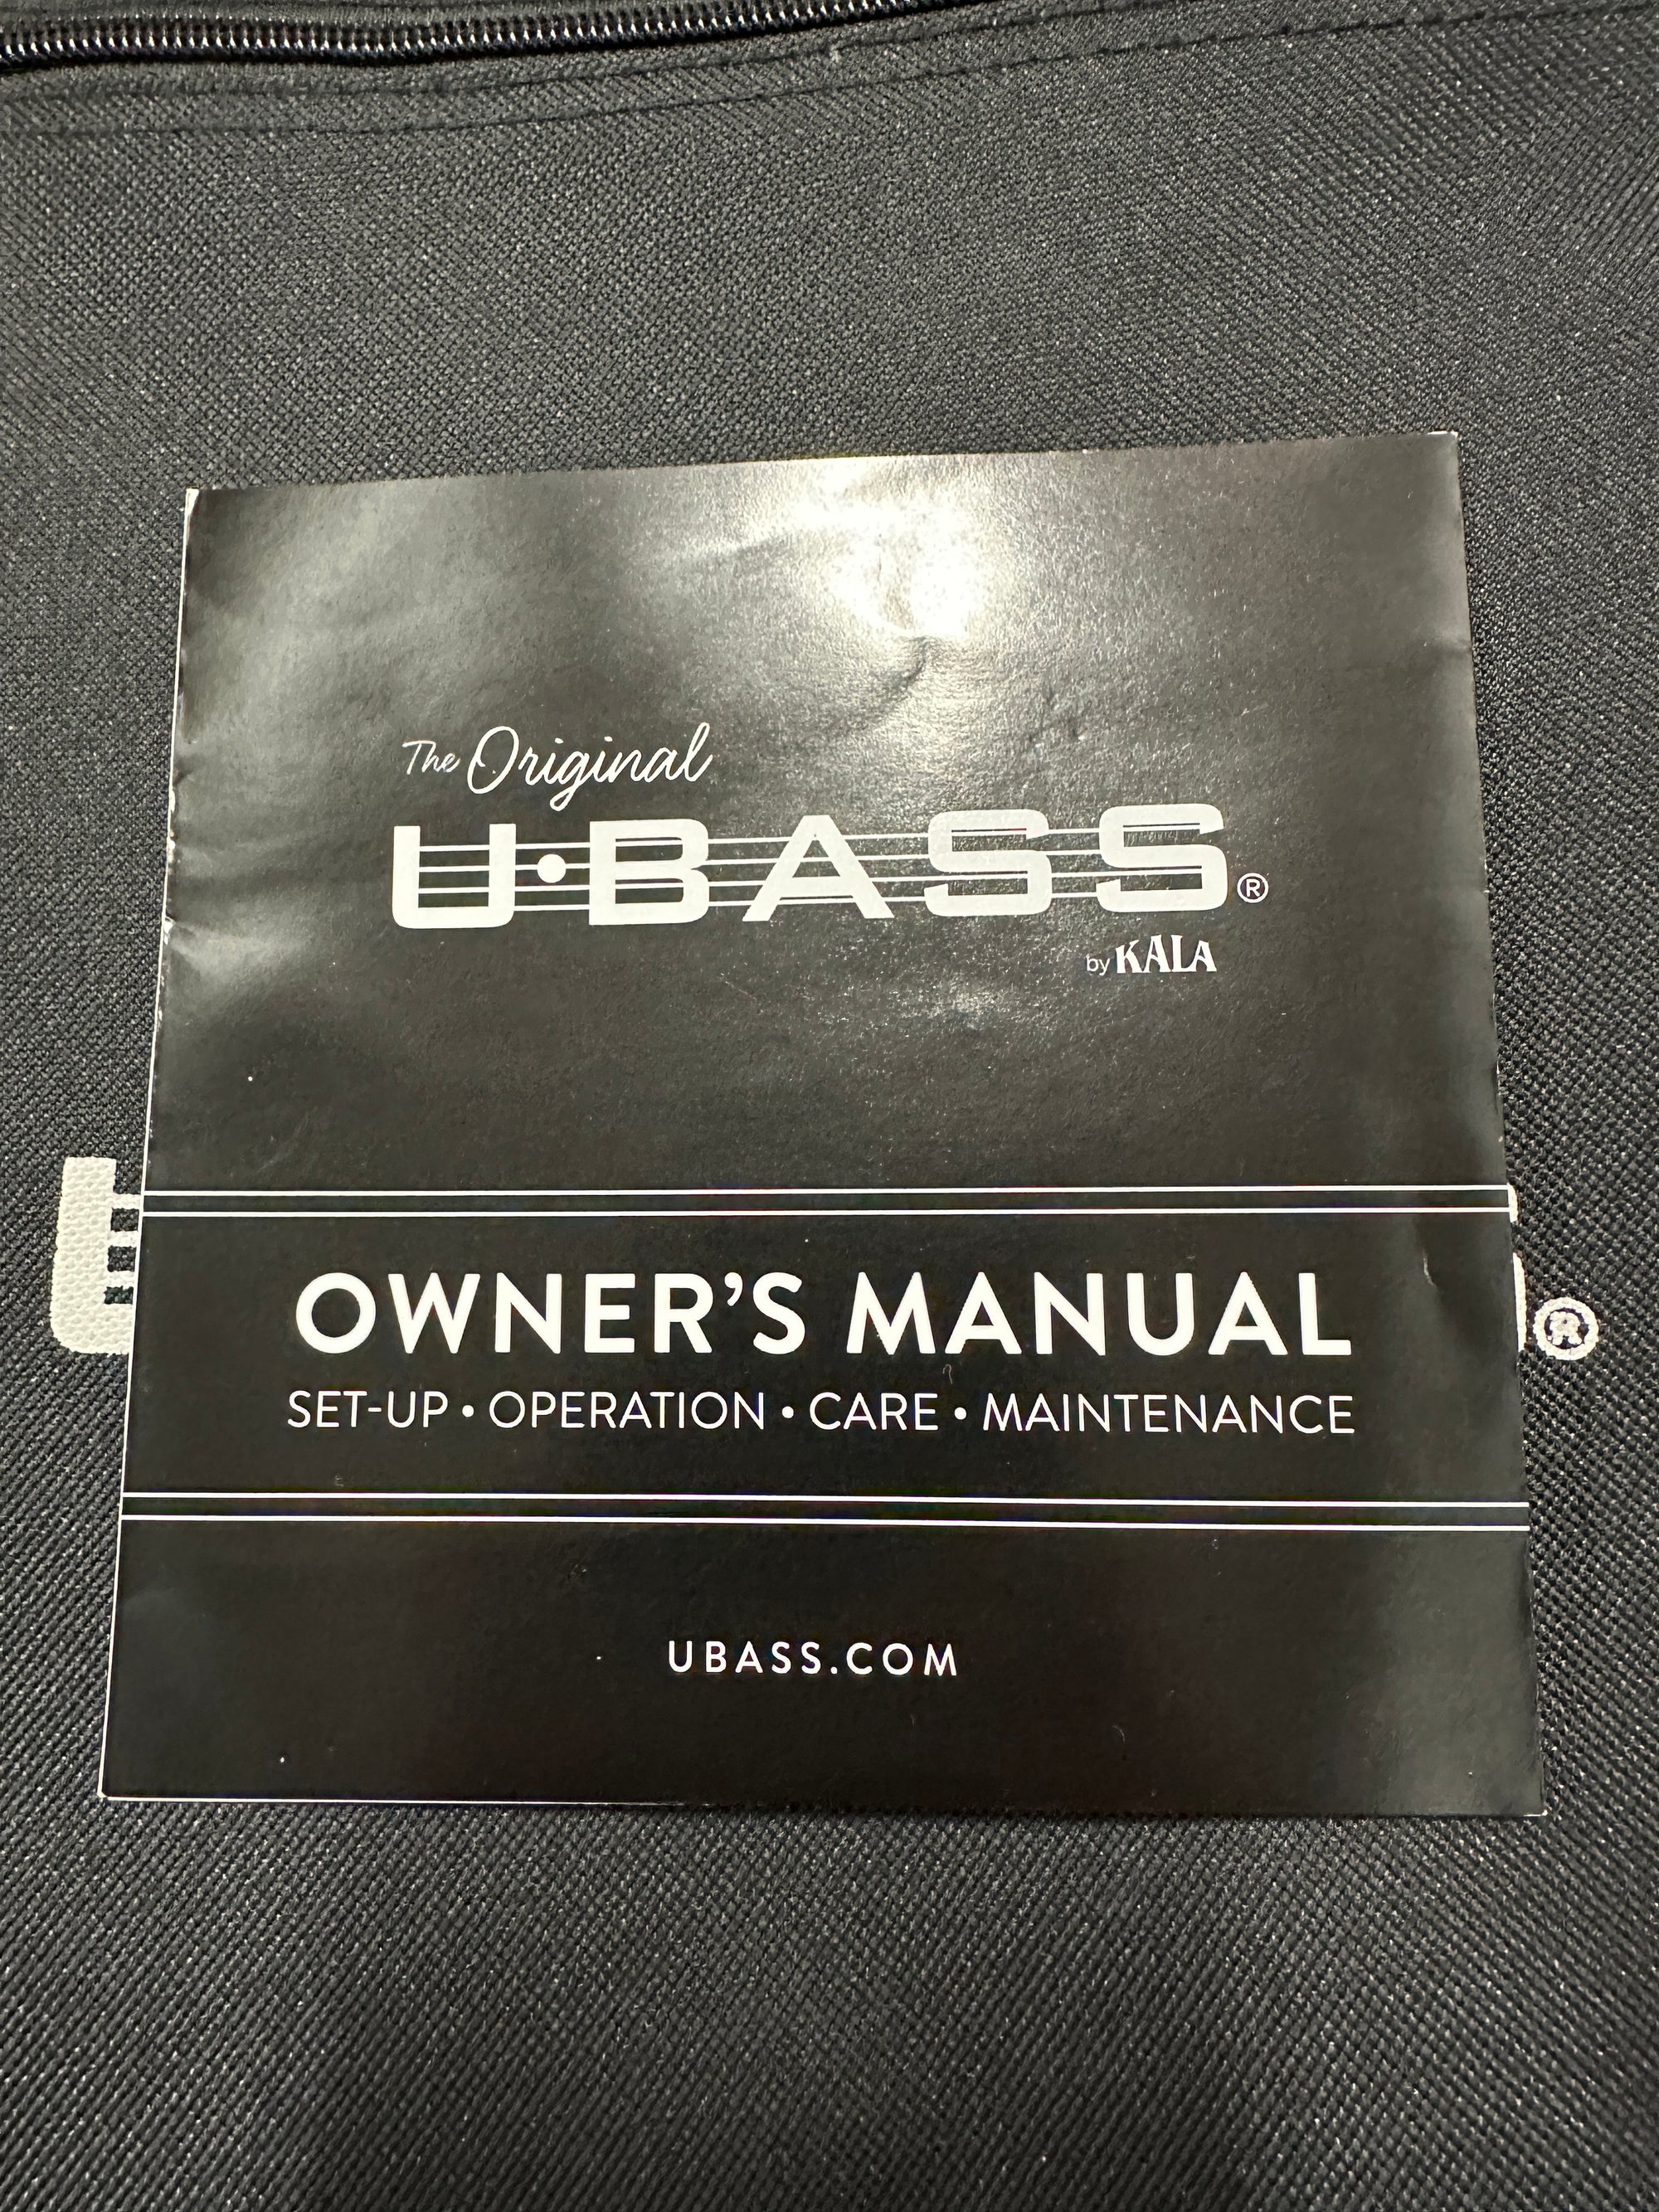 The Original
U•BASS®
by KALA
OWNER'S MANUAL
SET-UP • OPERATION • CARE • MAINTENANCE
UBASS.COM
®